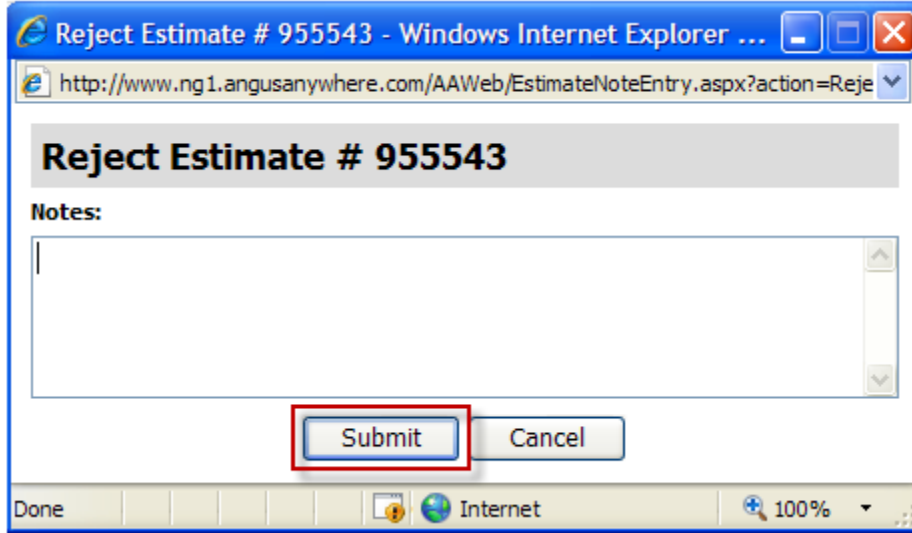 Reject Estimate # 955543 - Windows Internet Explorer ...
http://www.ng1.angusanywhere.com/AAWeb/EstimateNoteEntry.aspx?action=Reje
Reject Estimate # 955543
Notes:
Submit Cancel
Done Internet 100%